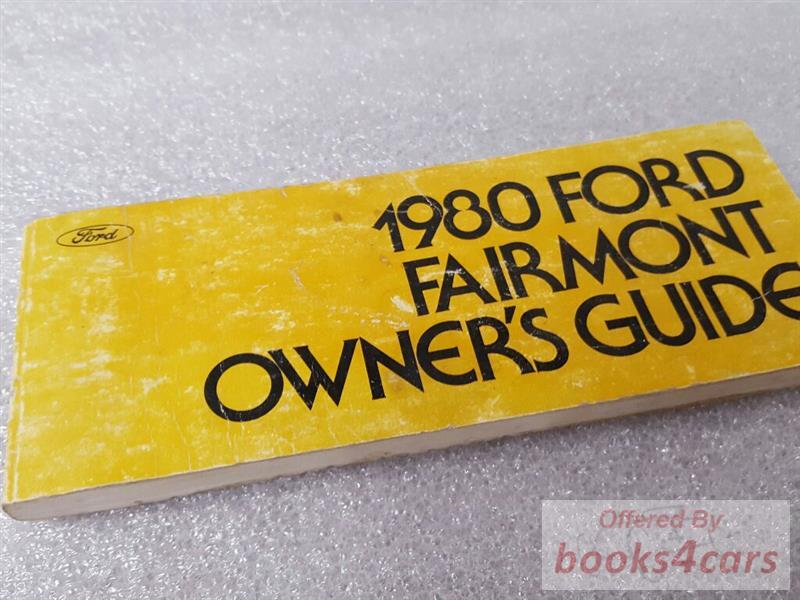 Ford
1980 FORD
FAIRMONT
OWNER'S GUIDE
Offered By
books4cars